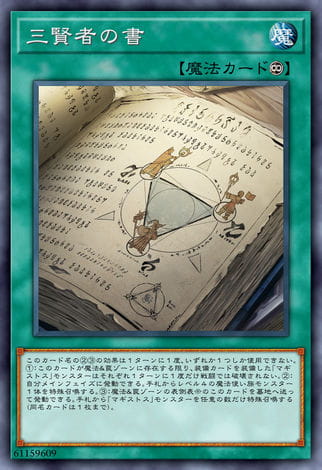 三賢者の書
魔
【魔法カード】
このカード名の②③の効果は1ターンに1度、いずれか1つしか使用できない。
①:このカードが魔法&罠ゾーンに存在する限り、装備カードを装備した「マギ
ストス」モンスターはそれぞれ1ターンに1度だけ戦闘では破壊されない。②:
自分メインフェイズに発動できる。手札からレベル4の魔法使い族モンスター
1体を特殊召喚する。③:魔法&罠ゾーンの表側表示のこのカードを墓地へ送っ
て発動できる。手札から「マギストス」モンスターを任意の数だけ特殊召喚する
(同名カードは1枚まで)。
61159609